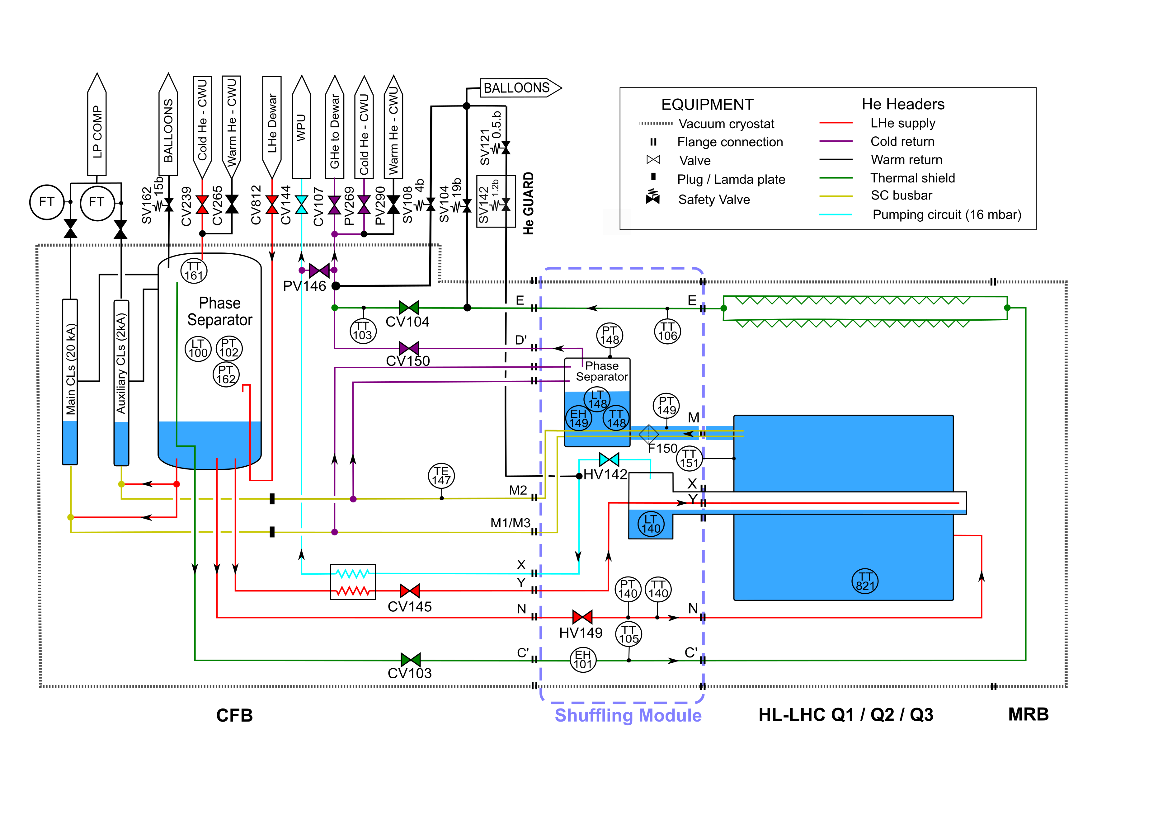 LP COMP
BALLOONS
Cold He - CWU
Warm He - CWU
LHe Dewar
WPU
GHe to Dewar
Cold He - CWU
Warm He - CWU
BALLOONS
FT
FT
SV162
15b
CV239
CV265
CV812
CV144
CV107
PV269
PV290
SV108
4b
SV104
19b
SV121
0.5.b
SV142
1.2b
He GUARD
EQUIPMENT
Vacuum cryostat
Flange connection
Valve
Plug / Lamda plate
Safety Valve
He Headers
LHe supply
Cold return
Warm return
Thermal shield
SC busbar
Pumping circuit (16 mbar)
TT
161
Phase
Separator
LT
100
PT
102
PT
162
Main CLs (20 kA)
Auxiliary CLs (2kA)
PV146
TT
103
CV104
E
E
TT
106
D'
CV150
PT
148
Phase
Separator
LT
148
EH
149
TT
148
PT
149
M
F150
TT
151
HV142
X
Y
LT
140
TE
147
M2
M1/M3
X
Y
CV145
N
HV149
PT
140
TT
140
N
TT
105
TT
821
C'
EH
101
C'
CV103
CFB
Shuffling Module
HL-LHC Q1 / Q2 / Q3
MRB